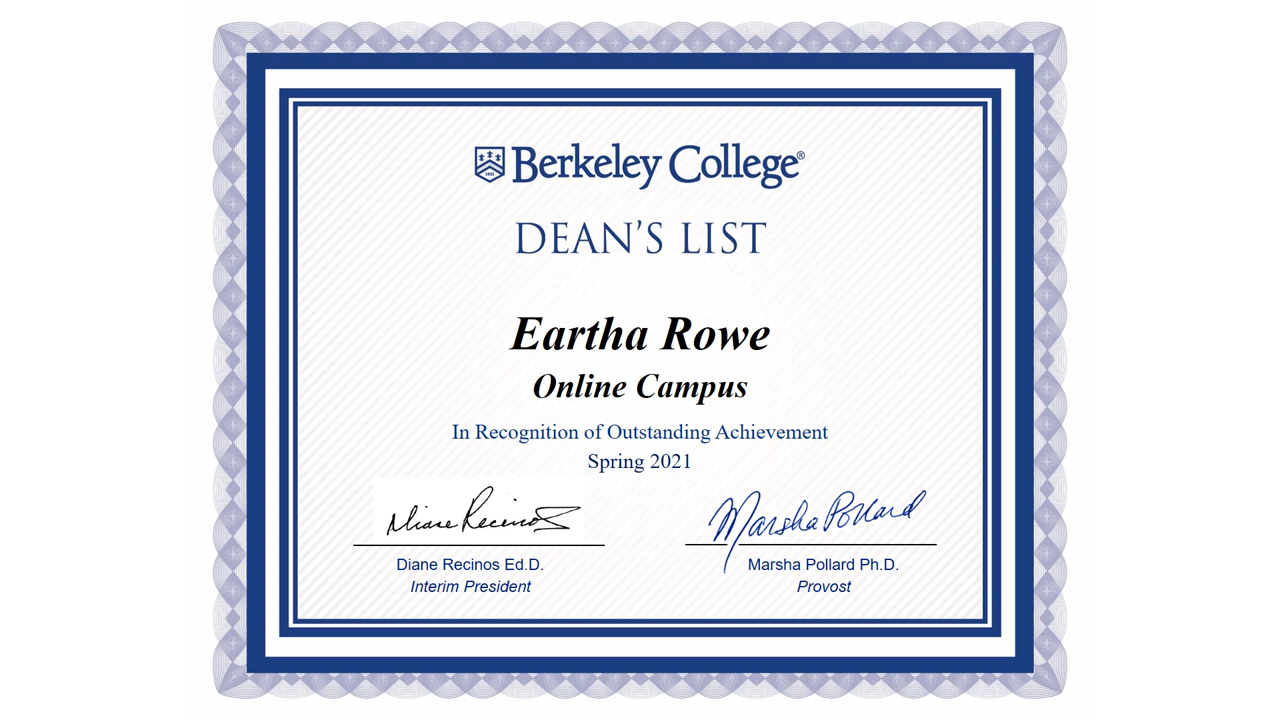 Berkeley College®
DEAN'S LIST
Eartha Rowe
Online Campus
In Recognition of Outstanding Achievement
Spring 2021
Diane Recinos
Marsha Pollard
Diane Recinos Ed.D.
Marsha Pollard Ph.D.
Interim President
Provost